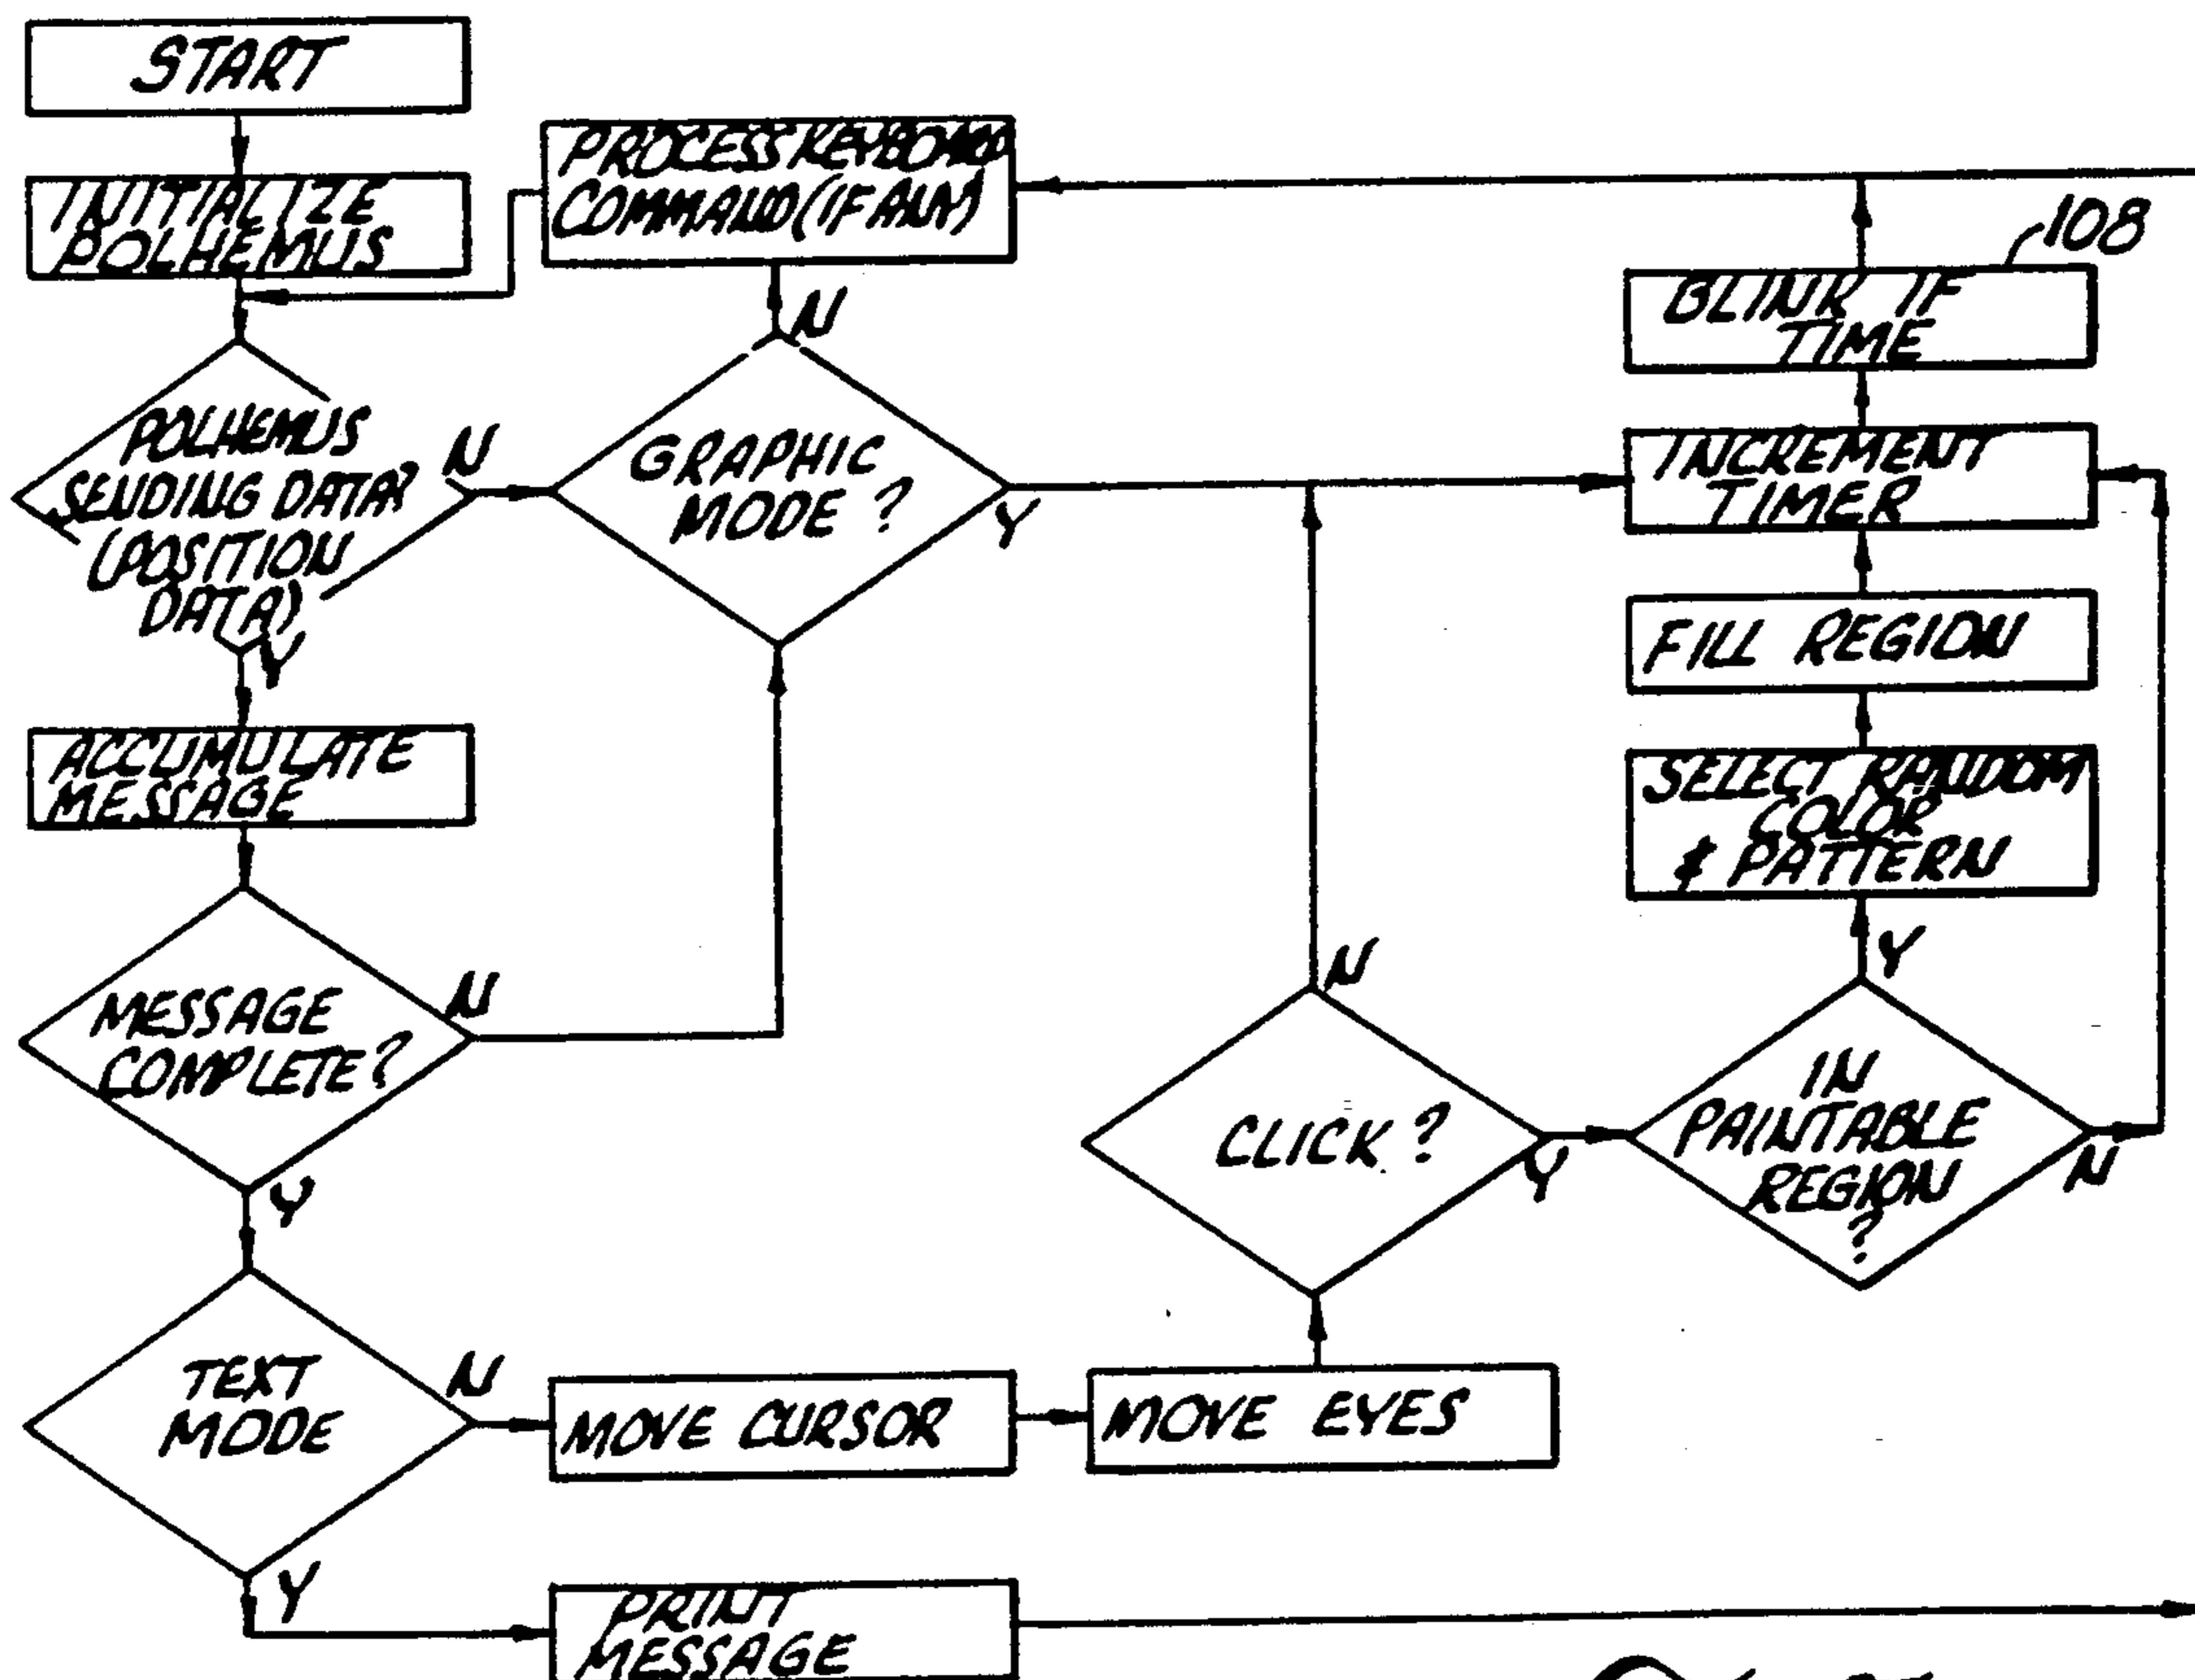 START
INITIALIZE
POLHEMUS
PROCESS KEYBOARD
COMMAND (IF ANY)
108
BLINK IF
TIME
N
POLHEMUS
SENDING DATA?
(POSITION
DATA)
N
Y
GRAPHIC
MODE ?
Y
INCREMENT
TIMER
FILL REGION
ACCUMULATE
MESSAGE
SELECT RANDOM
COLOR
& PATTERN
MESSAGE
COMPLETE?
N
Y
N
CLICK ?
Y
Y
IN
PAINTABLE
REGION
?
N
TEXT
MODE
N
Y
MOVE CURSOR
MOVE EYES
PRINT
MESSAGE